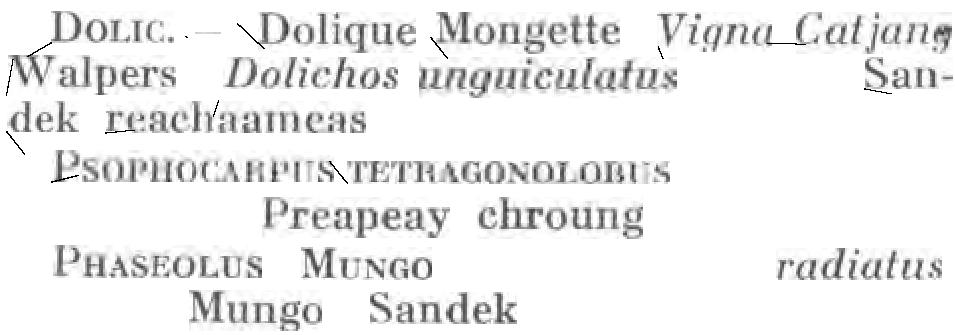 DOLIC. — Dolique Mongette Vigna Catjang
Walpers Dolichos unguiculatus San-
dek reachaameas
PSOPHOCARPUS TETRAGONOLOBUS
Preapeay chroung
PHASEOLUS MUNGO radiatus
Mungo Sandek